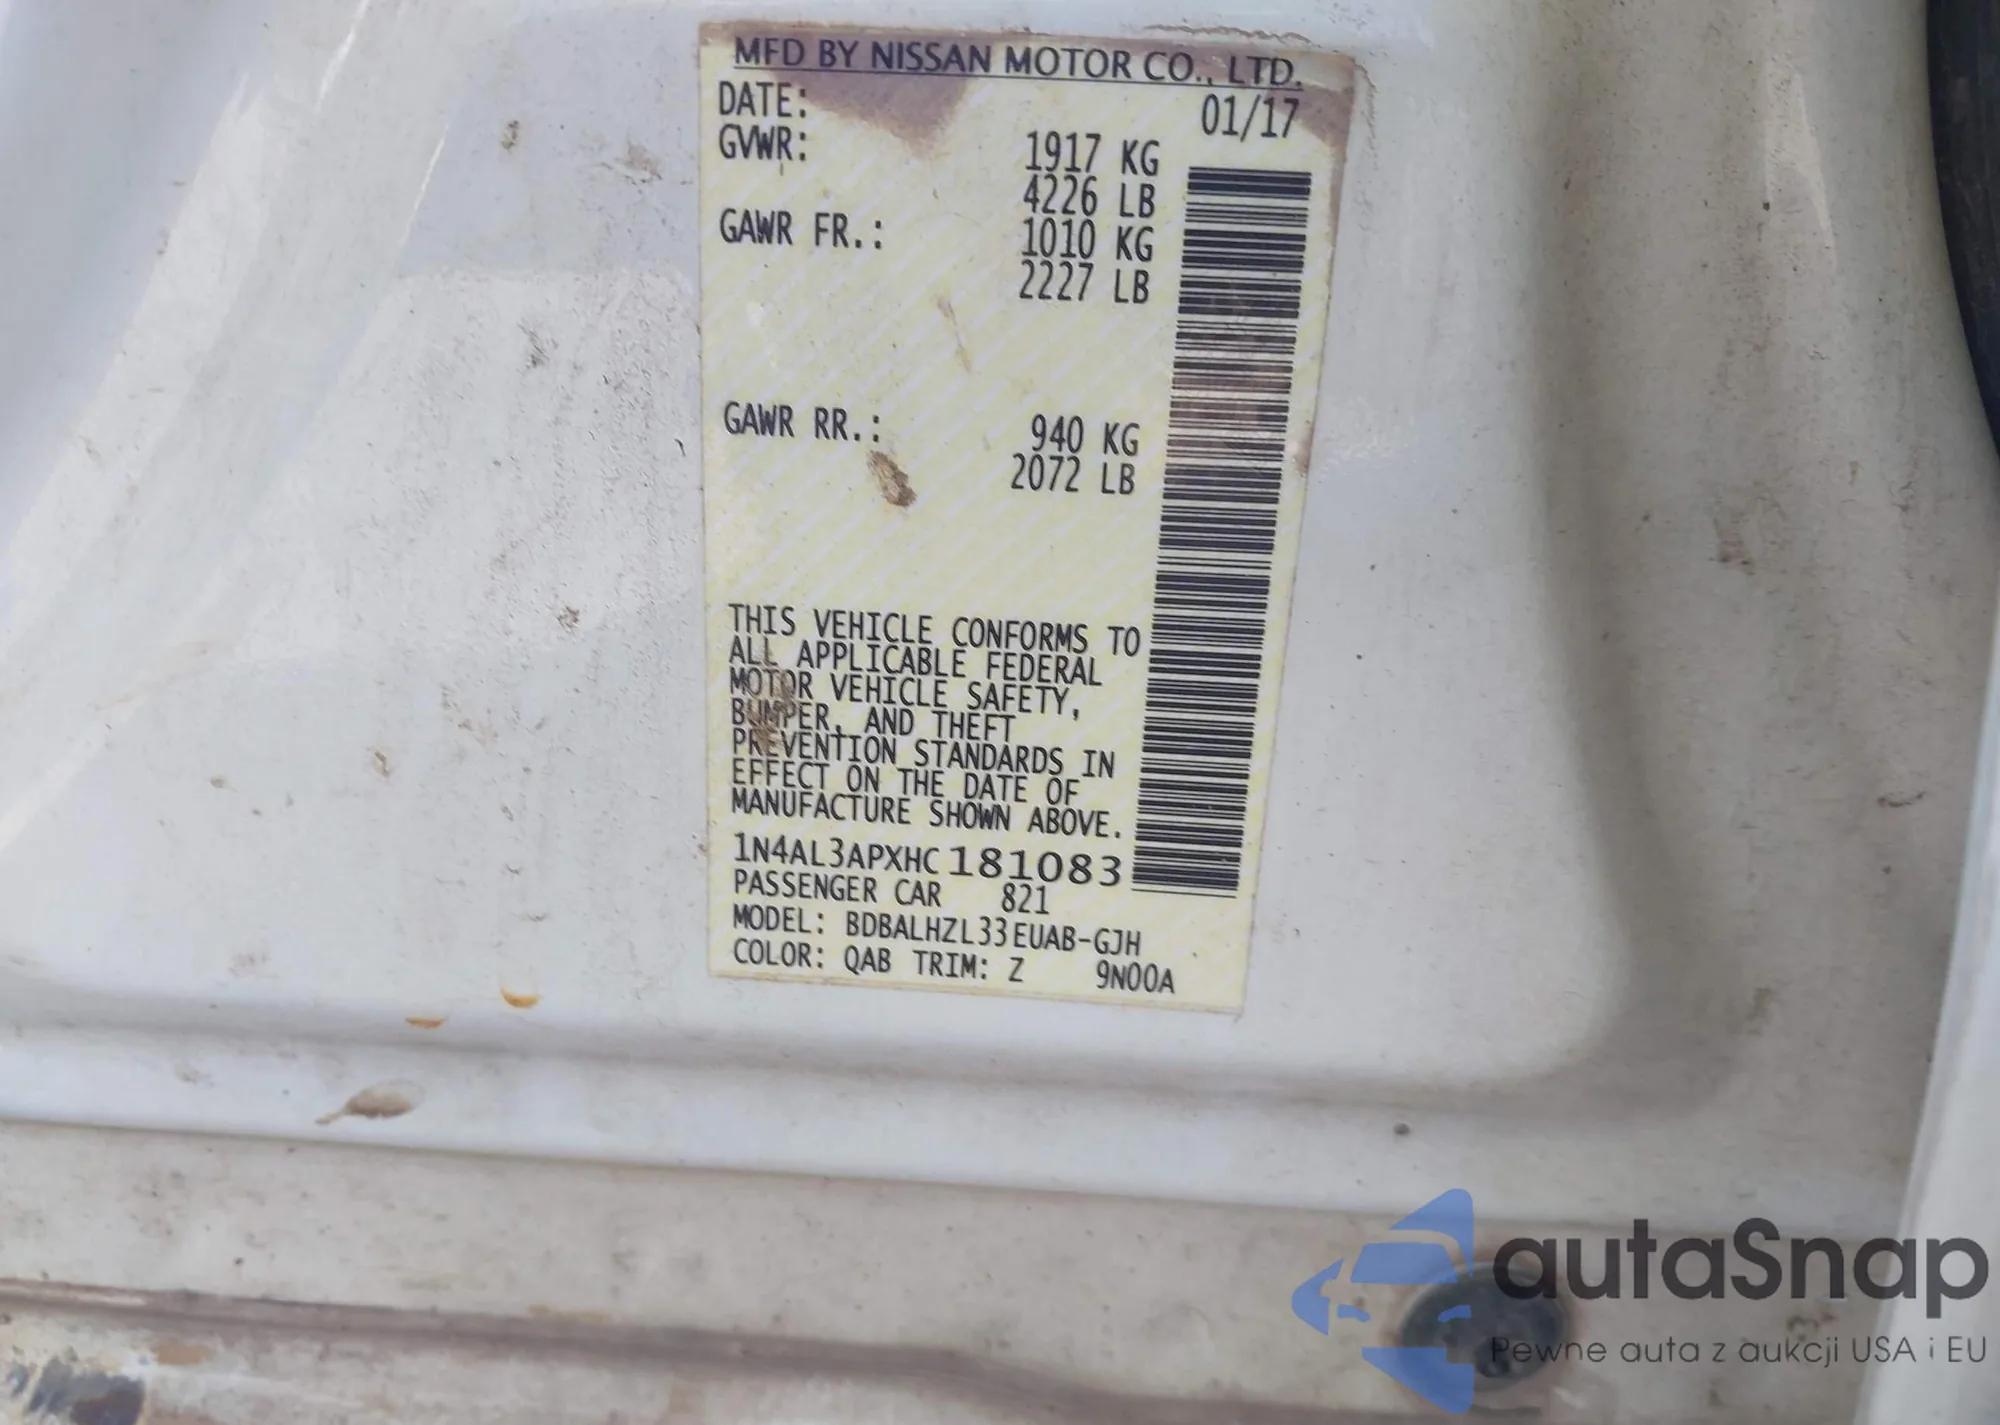 MFD BY NISSAN MOTOR CO., LTD.
DATE: 01/17
GVWR: 1917 KG
4226 LB
GAWR FR.: 1010 KG
2227 LB
GAWR RR.: 940 KG
2072 LB
THIS VEHICLE CONFORMS TO
ALL APPLICABLE FEDERAL
MOTOR VEHICLE SAFETY,
BUMPER, AND THEFT
PREVENTION STANDARDS IN
EFFECT ON THE DATE OF
MANUFACTURE SHOWN ABOVE.
1N4AL3APXHC181083
PASSENGER CAR 821
MODEL: BDBALHZL33EUAB-GJH
COLOR: QAB TRIM: Z 9N00A
autaSnap
Pewne auta z aukcji USA i EU